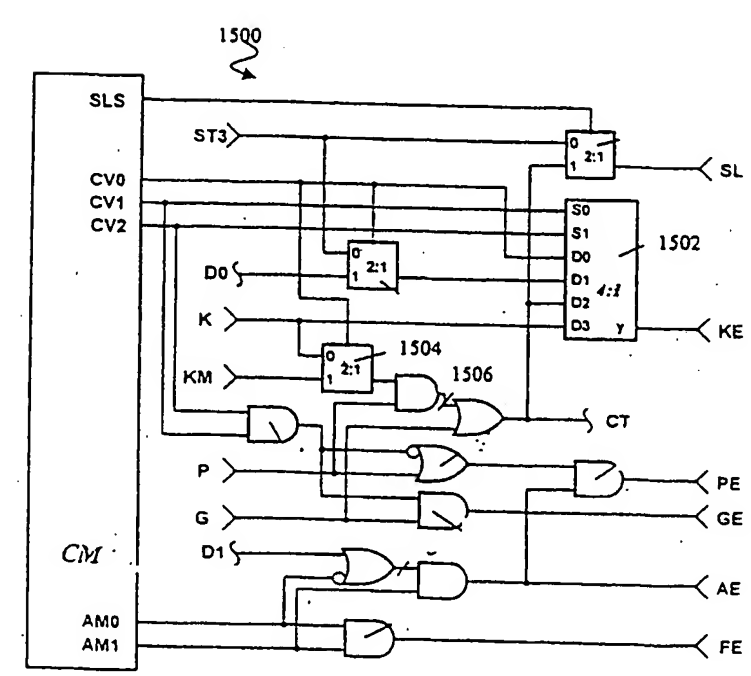 1500
SLS
ST3
0
1
2:1
SL
CV0
CV1
CV2
S0
S1
D0
D1
4:1
D2
D3
y
1502
KE
D0
0
1
2:1
K
KM
0
1
2:1
1504
1506
CT
P
PE
G
GE
D1
CM
AE
AM0
AM1
FE